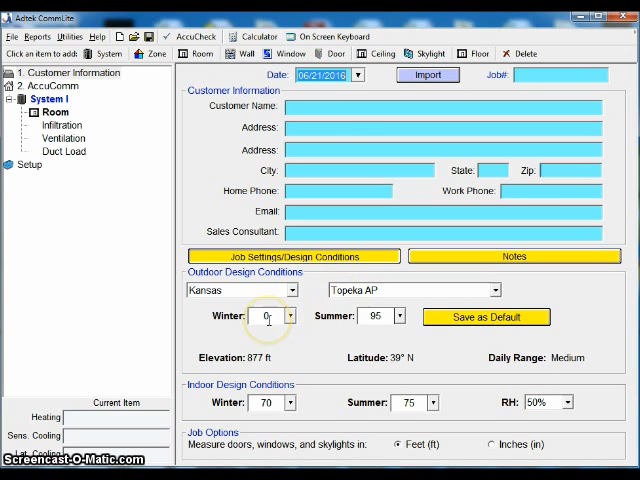 Adtek CommLite
File Reports Utilities Help AccuCheck Calculator On Screen Keyboard
Click an item to add: System Zone Room Wall Window Door Ceiling Skylight Floor Delete
1. Customer Information
2. AccuComm
System I
Room
Infiltration
Ventilation
Duct Load
Setup
Date: 06/21/2016 Import Job#:
Customer Information
Customer Name:
Address:
Address:
City: State: Zip:
Home Phone: Work Phone:
Email:
Sales Consultant:
Job Settings/Design Conditions Notes
Outdoor Design Conditions
Kansas Topeka AP
Winter: 0 Summer: 95 Save as Default
Elevation: 877 ft Latitude: 39° N Daily Range: Medium
Indoor Design Conditions
Winter: 70 Summer: 75 RH: 50%
Job Options
Measure doors, windows, and skylights in: Feet (ft) Inches (in)
Current Item
Heating
Sens. Cooling
Lat. Cooling
Screencast-O-Matic.com